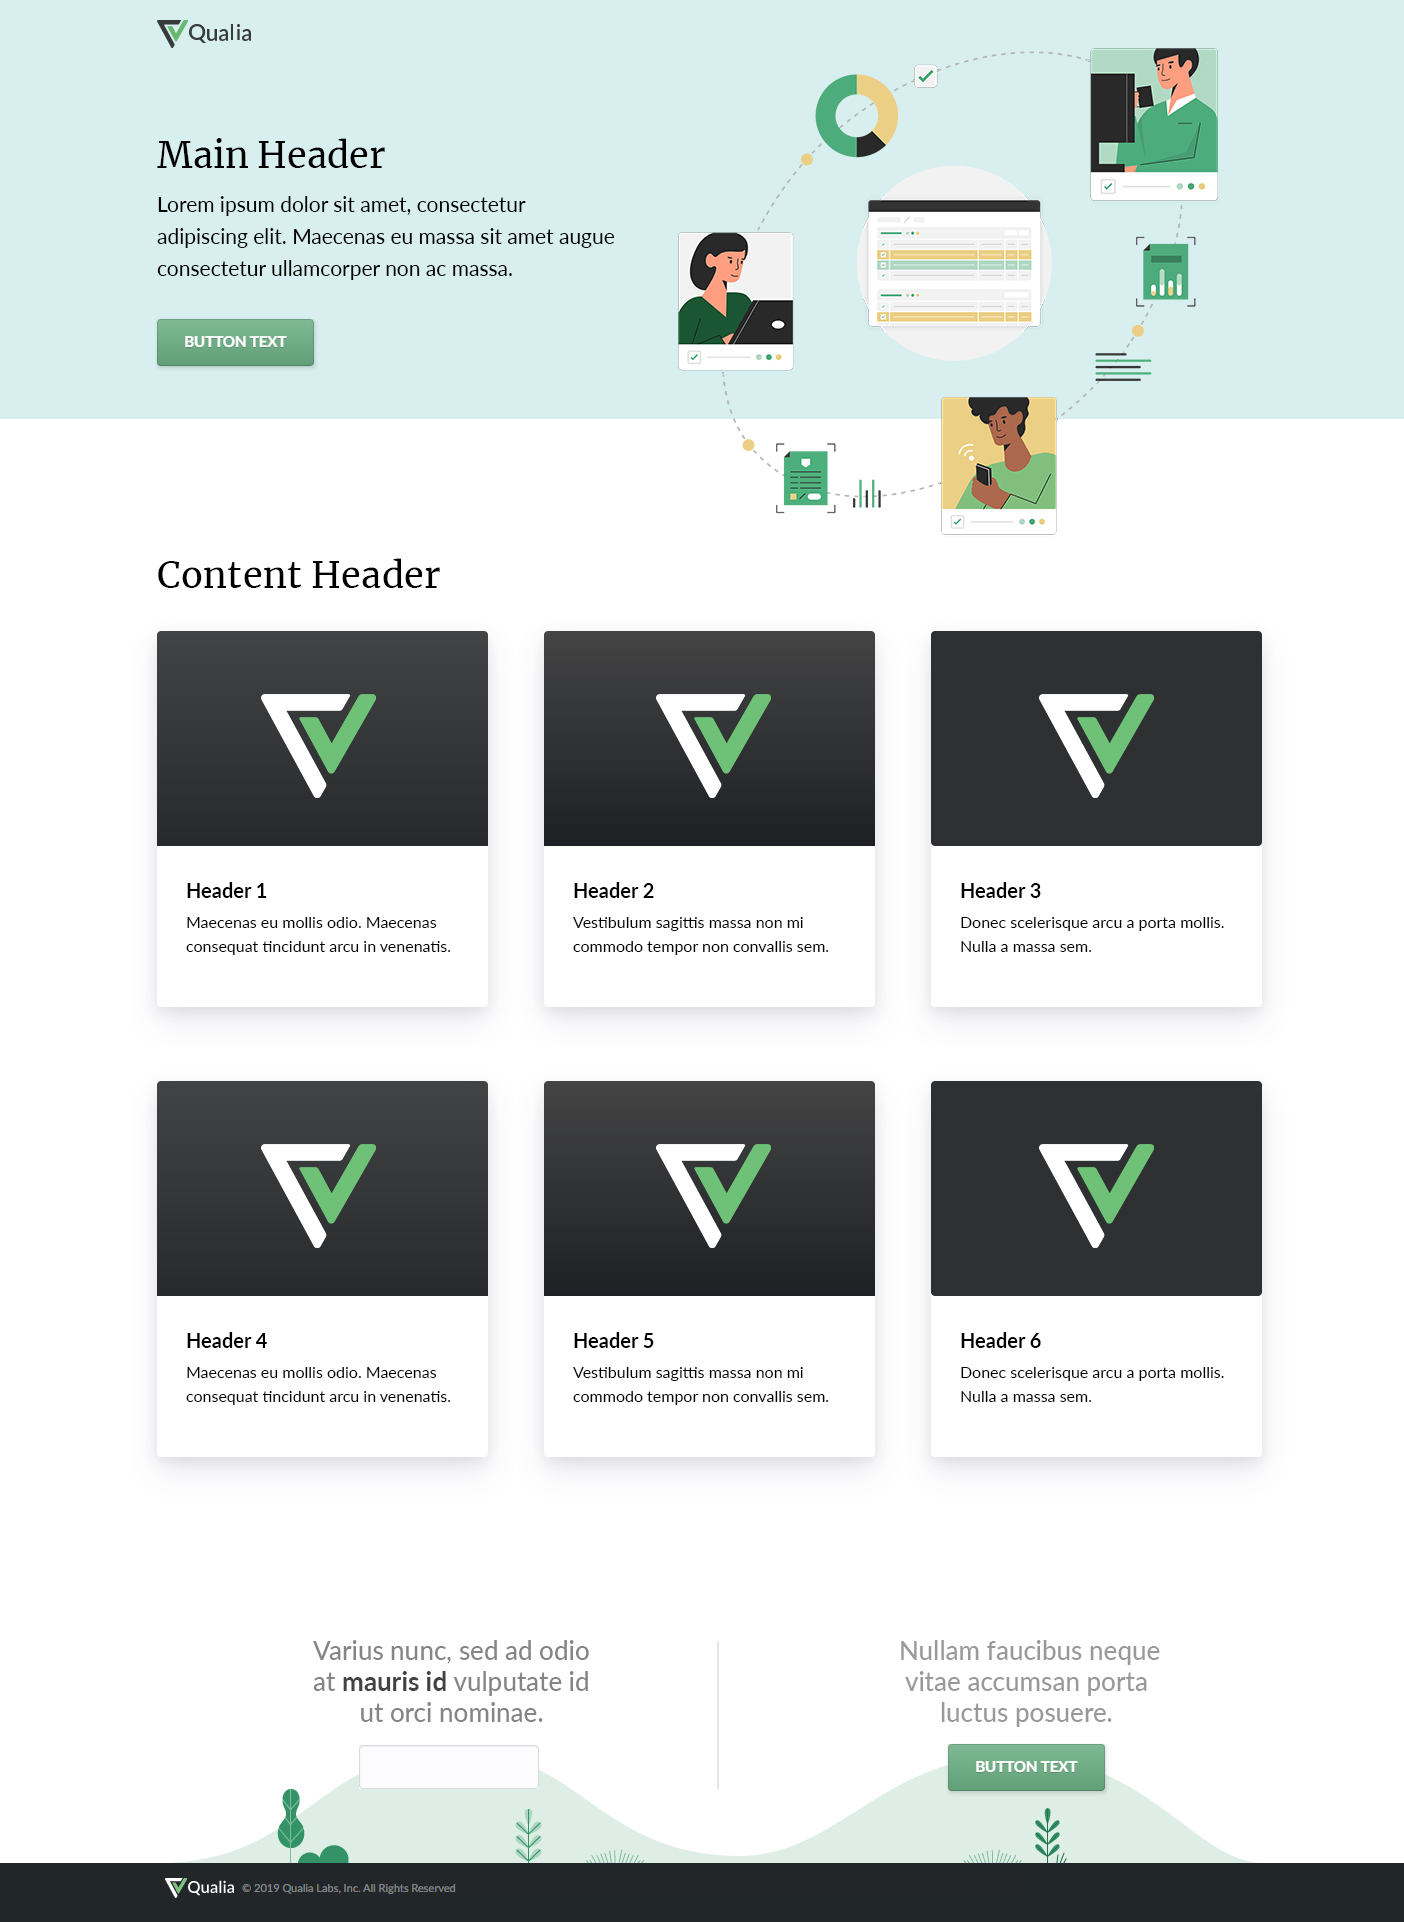 Qualia
Main Header
Lorem ipsum dolor sit amet, consectetur
adipiscing elit. Maecenas eu massa sit amet augue
consectetur ullamcorper non ac massa.
BUTTON TEXT
Content Header
Header 1
Maecenas eu mollis odio. Maecenas
consequat tincidunt arcu in venenatis.
Header 2
Vestibulum sagittis massa non mi
commodo tempor non convallis sem.
Header 3
Donec scelerisque arcu a porta mollis.
Nulla a massa sem.
Header 4
Maecenas eu mollis odio. Maecenas
consequat tincidunt arcu in venenatis.
Header 5
Vestibulum sagittis massa non mi
commodo tempor non convallis sem.
Header 6
Donec scelerisque arcu a porta mollis.
Nulla a massa sem.
Varius nunc, sed ad odio
at mauris id vulputate id
ut orci nominae.
Nullam faucibus neque
vitae accumsan porta
luctus posuere.
BUTTON TEXT
Qualia © 2019 Qualia Labs, Inc. All Rights Reserved